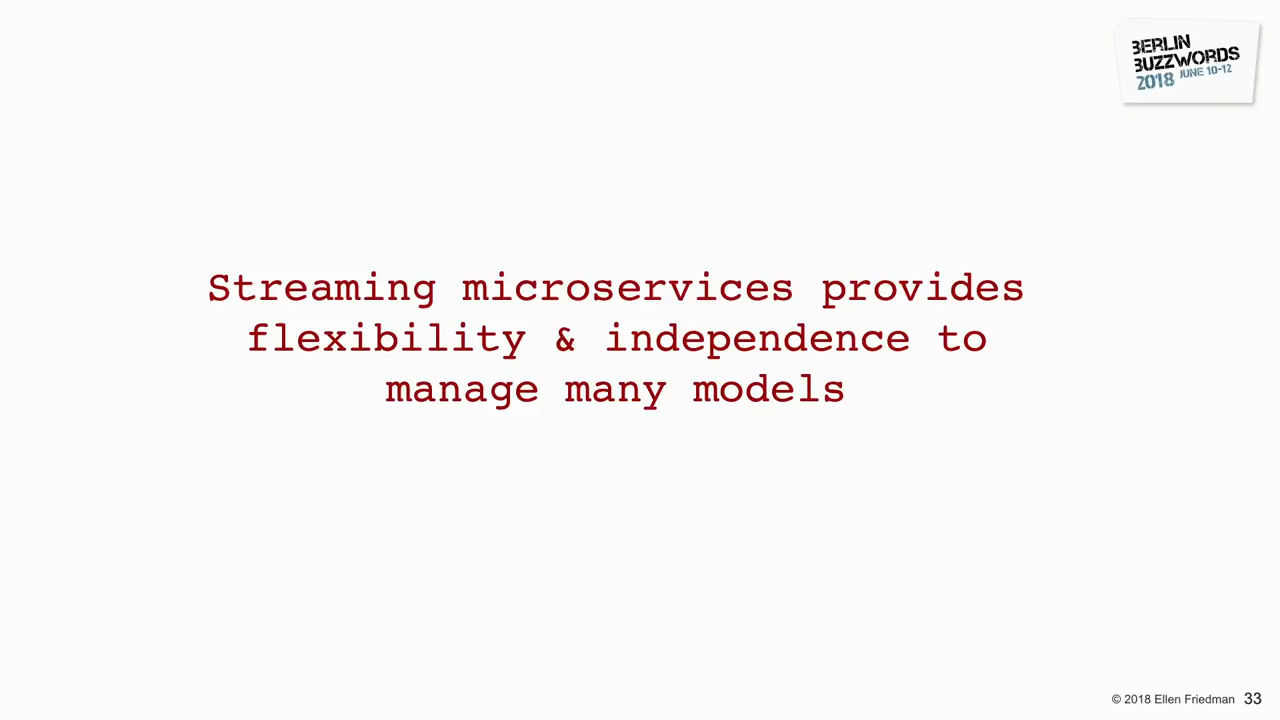 BERLIN
BUZZWORDS
2018 JUNE 10-12
Streaming microservices provides
flexibility & independence to
manage many models
© 2018 Ellen Friedman 33